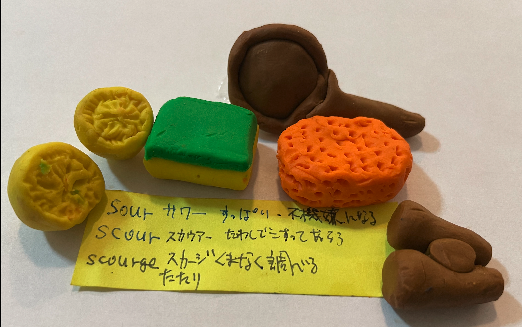 sour サワー すっぱい・不機嫌になる
scour スカウアー たわしでこすって
scourge スカージ くまなく調べる
たたり